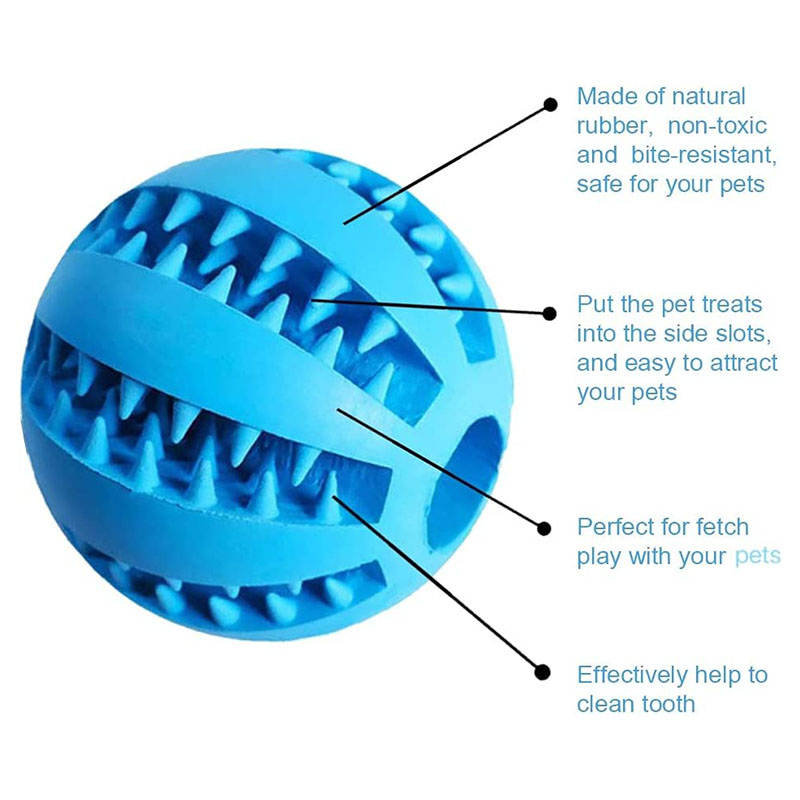 Made of natural
rubber, non-toxic
and bite-resistant,
safe for your pets
Put the pet treats
into the side slots,
and easy to attract
your pets
Perfect for fetch
play with your pets
Effectively help to
clean tooth